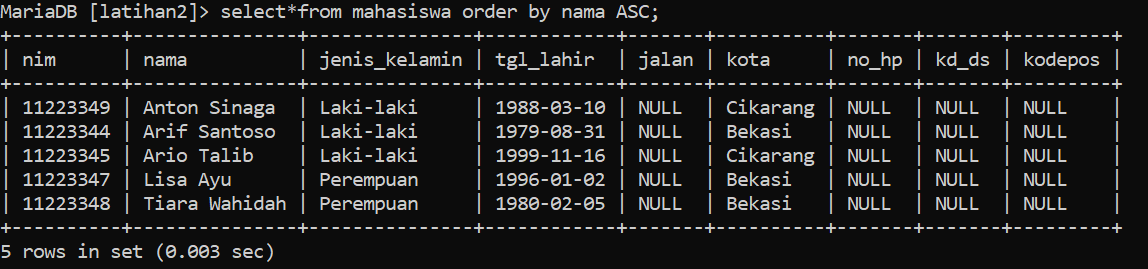 MariaDB [latihan2]> select*from mahasiswa order by nama ASC;
+----------+---------------+---------------+------------+-------+----------+-------+-------+---------+
| nim      | nama          | jenis_kelamin | tgl_lahir  | jalan | kota     | no_hp | kd_ds | kodepos |
+----------+---------------+---------------+------------+-------+----------+-------+-------+---------+
| 11223349 | Anton Sinaga  | Laki-laki     | 1988-03-10 | NULL  | Cikarang | NULL  | NULL  | NULL    |
| 11223344 | Arif Santoso  | Laki-laki     | 1979-08-31 | NULL  | Bekasi   | NULL  | NULL  | NULL    |
| 11223345 | Ario Talib    | Laki-laki     | 1999-11-16 | NULL  | Cikarang | NULL  | NULL  | NULL    |
| 11223347 | Lisa Ayu      | Perempuan     | 1996-01-02 | NULL  | Bekasi   | NULL  | NULL  | NULL    |
| 11223348 | Tiara Wahidah | Perempuan     | 1980-02-05 | NULL  | Bekasi   | NULL  | NULL  | NULL    |
+----------+---------------+---------------+------------+-------+----------+-------+-------+---------+
5 rows in set (0.003 sec)